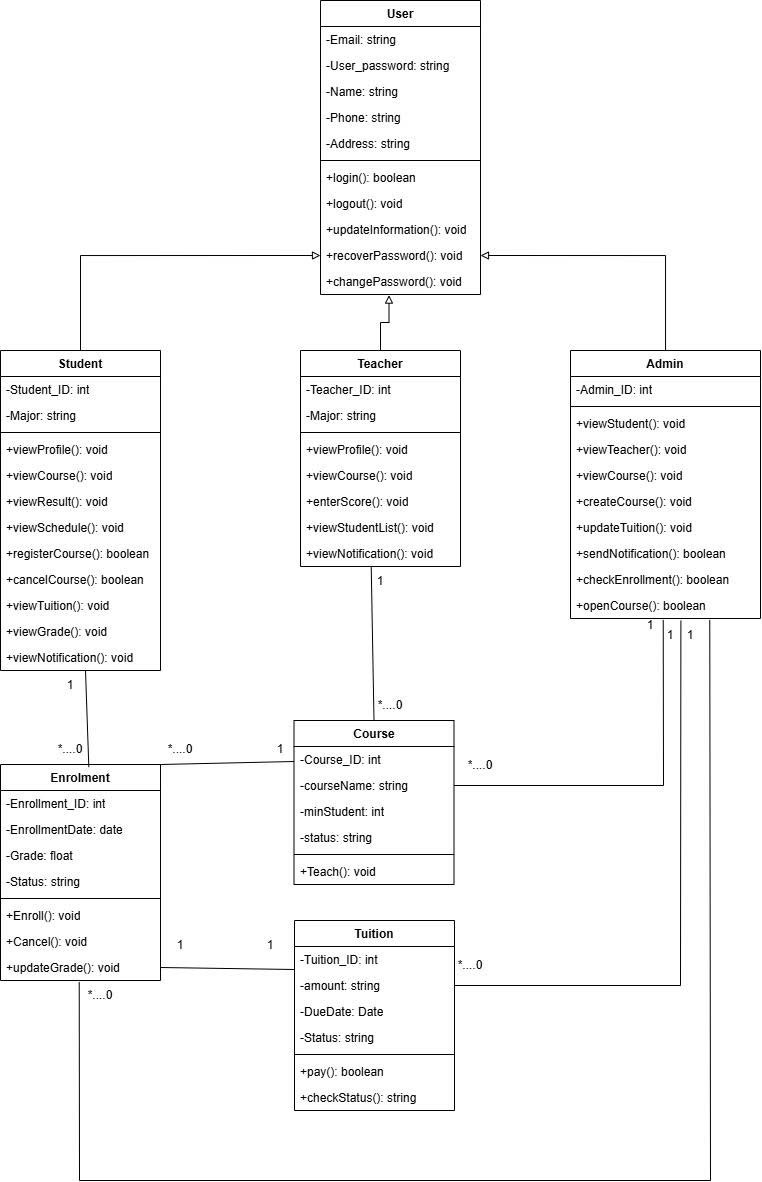 User
-Email: string
-User_password: string
-Name: string
-Phone: string
-Address: string
+login(): boolean
+logout(): void
+updateInformation(): void
+recoverPassword(): void
+changePassword(): void
Student
-Student_ID: int
-Major: string
+viewProfile(): void
+viewCourse(): void
+viewResult(): void
+viewSchedule(): void
+registerCourse(): boolean
+cancelCourse(): boolean
+viewTuition(): void
+viewGrade(): void
+viewNotification(): void
Teacher
-Teacher_ID: int
-Major: string
+viewProfile(): void
+viewCourse(): void
+enterScore(): void
+viewStudentList(): void
+viewNotification(): void
Admin
-Admin_ID: int
+viewStudent(): void
+viewTeacher(): void
+viewCourse(): void
+createCourse(): void
+updateTuition(): void
+sendNotification(): boolean
+checkEnrollment(): boolean
+openCourse(): boolean
1
1
1
1
1
*....0
*....0
*....0
1
*....0
Enrolment
-Enrollment_ID: int
-EnrollmentDate: date
-Grade: float
-Status: string
+Enroll(): void
+Cancel(): void
+updateGrade(): void
Course
-Course_ID: int
-courseName: string
-minStudent: int
-status: string
+Teach(): void
1
1
*....0
*....0
Tuition
-Tuition_ID: int
-amount: string
-DueDate: Date
-Status: string
+pay(): boolean
+checkStatus(): string